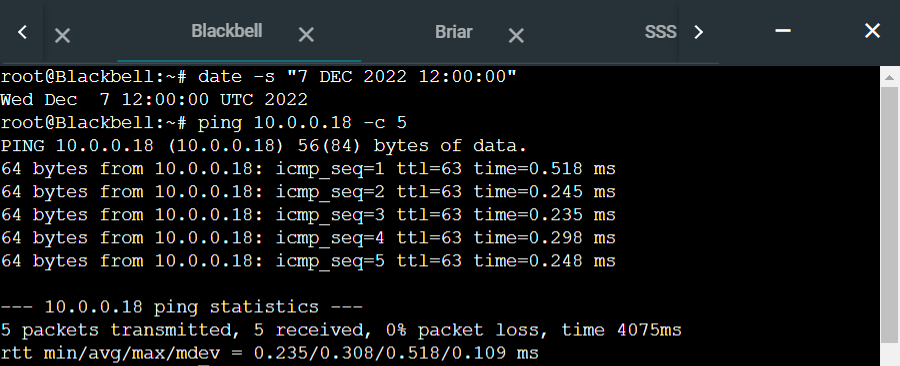 Blackbell Briar SSS
root@Blackbell:~# date -s "7 DEC 2022 12:00:00"
Wed Dec  7 12:00:00 UTC 2022
root@Blackbell:~# ping 10.0.0.18 -c 5
PING 10.0.0.18 (10.0.0.18) 56(84) bytes of data.
64 bytes from 10.0.0.18: icmp_seq=1 ttl=63 time=0.518 ms
64 bytes from 10.0.0.18: icmp_seq=2 ttl=63 time=0.245 ms
64 bytes from 10.0.0.18: icmp_seq=3 ttl=63 time=0.235 ms
64 bytes from 10.0.0.18: icmp_seq=4 ttl=63 time=0.298 ms
64 bytes from 10.0.0.18: icmp_seq=5 ttl=63 time=0.248 ms
--- 10.0.0.18 ping statistics ---
5 packets transmitted, 5 received, 0% packet loss, time 4075ms
rtt min/avg/max/mdev = 0.235/0.308/0.518/0.109 ms